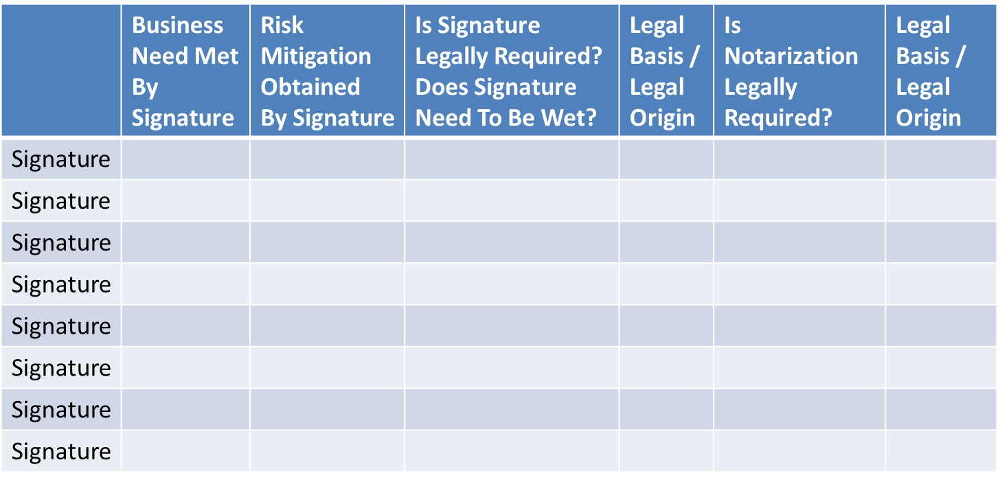 Business
Need Met
By
Signature
Risk
Mitigation
Obtained
By Signature
Is Signature
Legally Required?
Does Signature
Need To Be Wet?
Legal
Basis /
Legal
Origin
Is
Notarization
Legally
Required?
Legal
Basis /
Legal
Origin
Signature
Signature
Signature
Signature
Signature
Signature
Signature
Signature